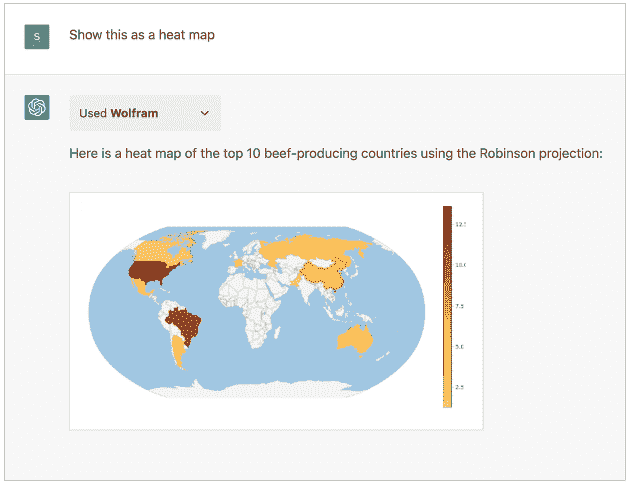 S
Show this as a heat map
Used Wolfram
Here is a heat map of the top 10 beef-producing countries using the Robinson projection:
12.5
10.0
7.5
5.0
2.5